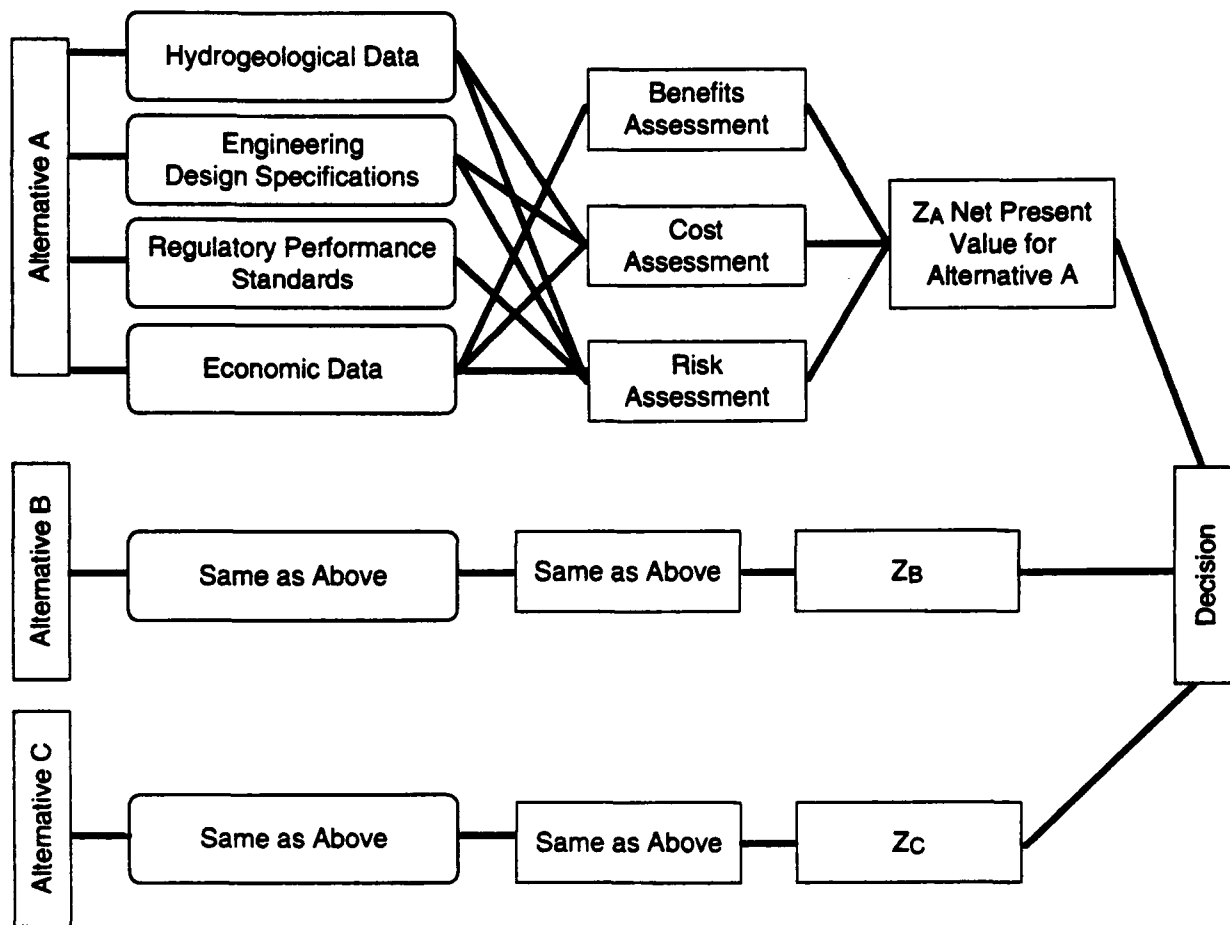 Alternative A
Hydrogeological Data
Engineering
Design Specifications
Regulatory Performance
Standards
Economic Data
Benefits
Assessment
Cost
Assessment
Risk
Assessment
ZA Net Present
Value for
Alternative A
Alternative B
Same as Above
Same as Above
ZB
Decision
Alternative C
Same as Above
Same as Above
ZC